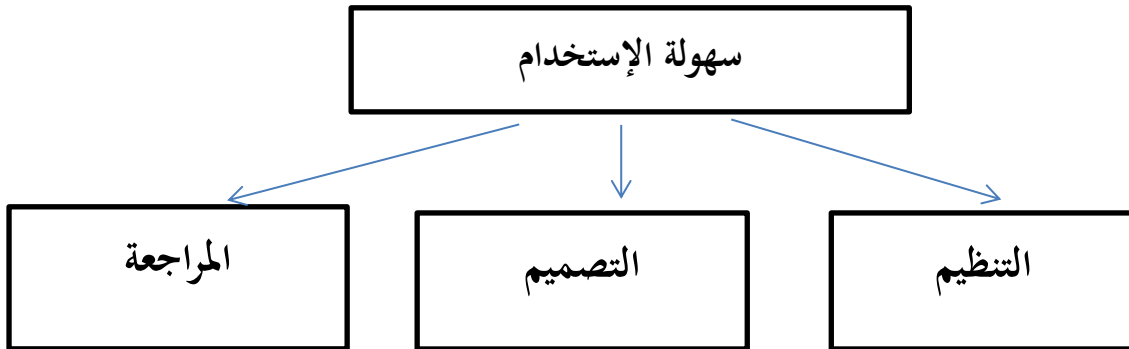 سهولة الإستخدام
التنظيم
التصميم
المراجعة